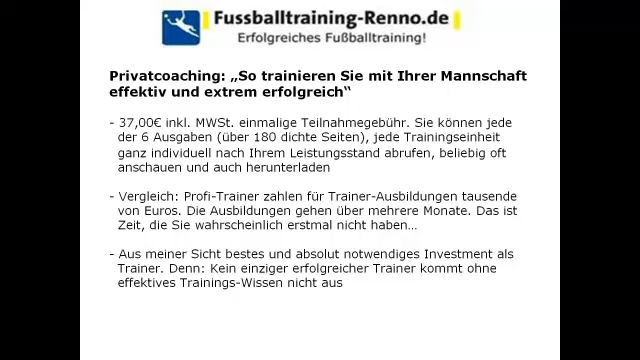 Fussballtraining-Renno.de
Erfolgreiches Fußballtraining!
Privatcoaching: „So trainieren Sie mit Ihrer Mannschaft
effektiv und extrem erfolgreich“
- 37,00€ inkl. MWSt. einmalige Teilnahmegebühr. Sie können jede
der 6 Ausgaben (über 180 dichte Seiten), jede Trainingseinheit
ganz individuell nach Ihrem Leistungsstand abrufen, beliebig oft
anschauen und auch herunterladen
- Vergleich: Profi-Trainer zahlen für Trainer-Ausbildungen tausende
von Euros. Die Ausbildungen gehen über mehrere Monate. Das ist
Zeit, die Sie wahrscheinlich erstmal nicht haben…
- Aus meiner Sicht bestes und absolut notwendiges Investment als
Trainer. Denn: Kein einziger erfolgreicher Trainer kommt ohne
effektives Trainings-Wissen nicht aus